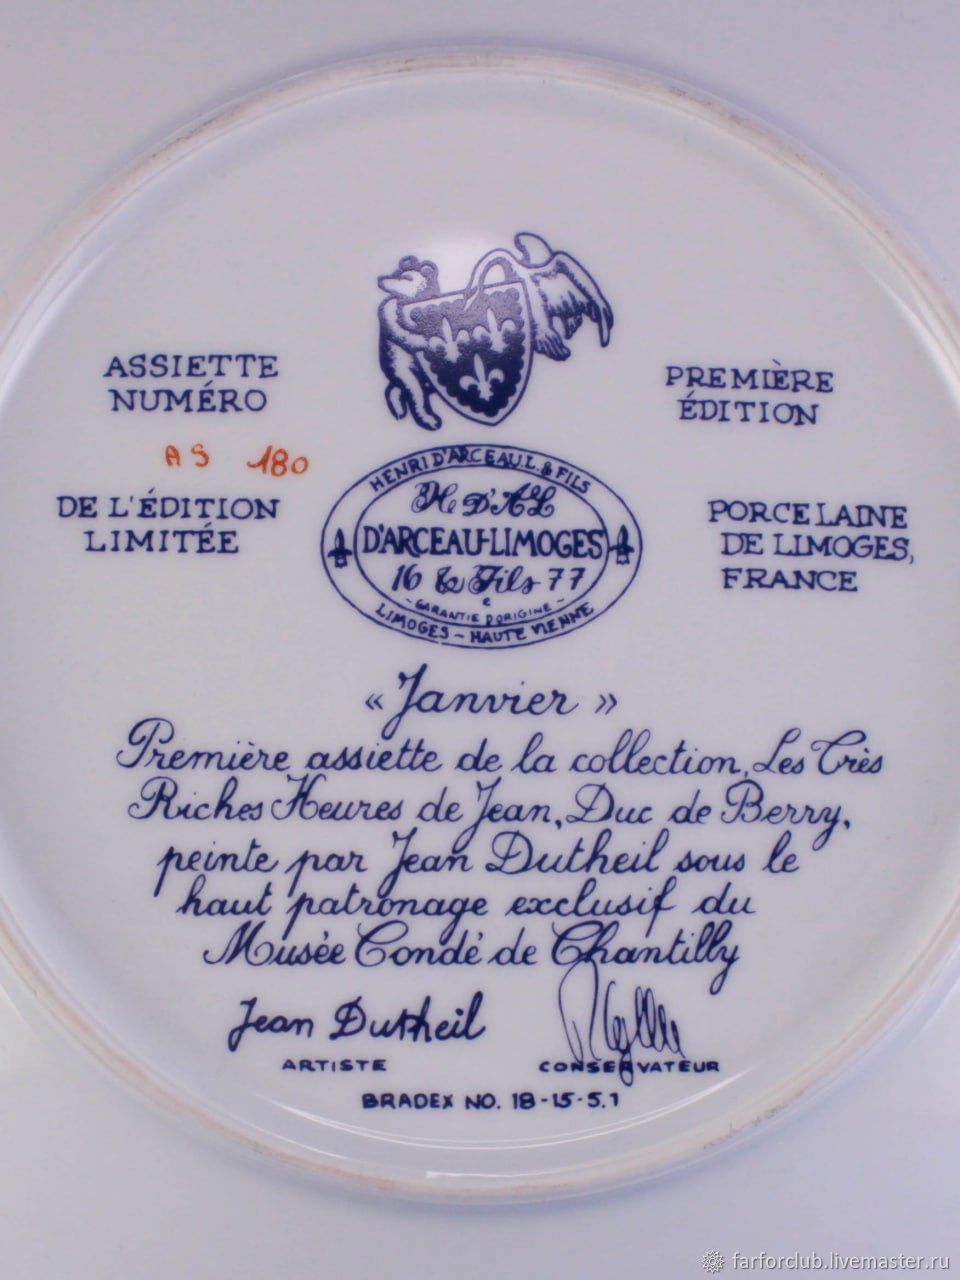 ASSIETTE
NUMÉRO
AS 180
DE L'ÉDITION
LIMITÉE
PREMIÈRE
ÉDITION
PORCELAINE
DE LIMOGES,
FRANCE
HENRI D'ARCEAU.L. & FILS
H D'A&L
D'ARCEAU-LIMOGES
16 & Fils 77
- GARANTIE D'ORIGINE -
LIMOGES - HAUTE VIENNE
« Janvier »
Première assiette de la collection, Les Très
Riches Heures de Jean, Duc de Berry,
peinte par Jean Dutheil sous le
haut patronage exclusif du
Musée Condé de Chantilly
Jean Dutheil
ARTISTE
CONSERVATEUR
BRADEX NO. 18-15-5.1
farforclub.livemaster.ru